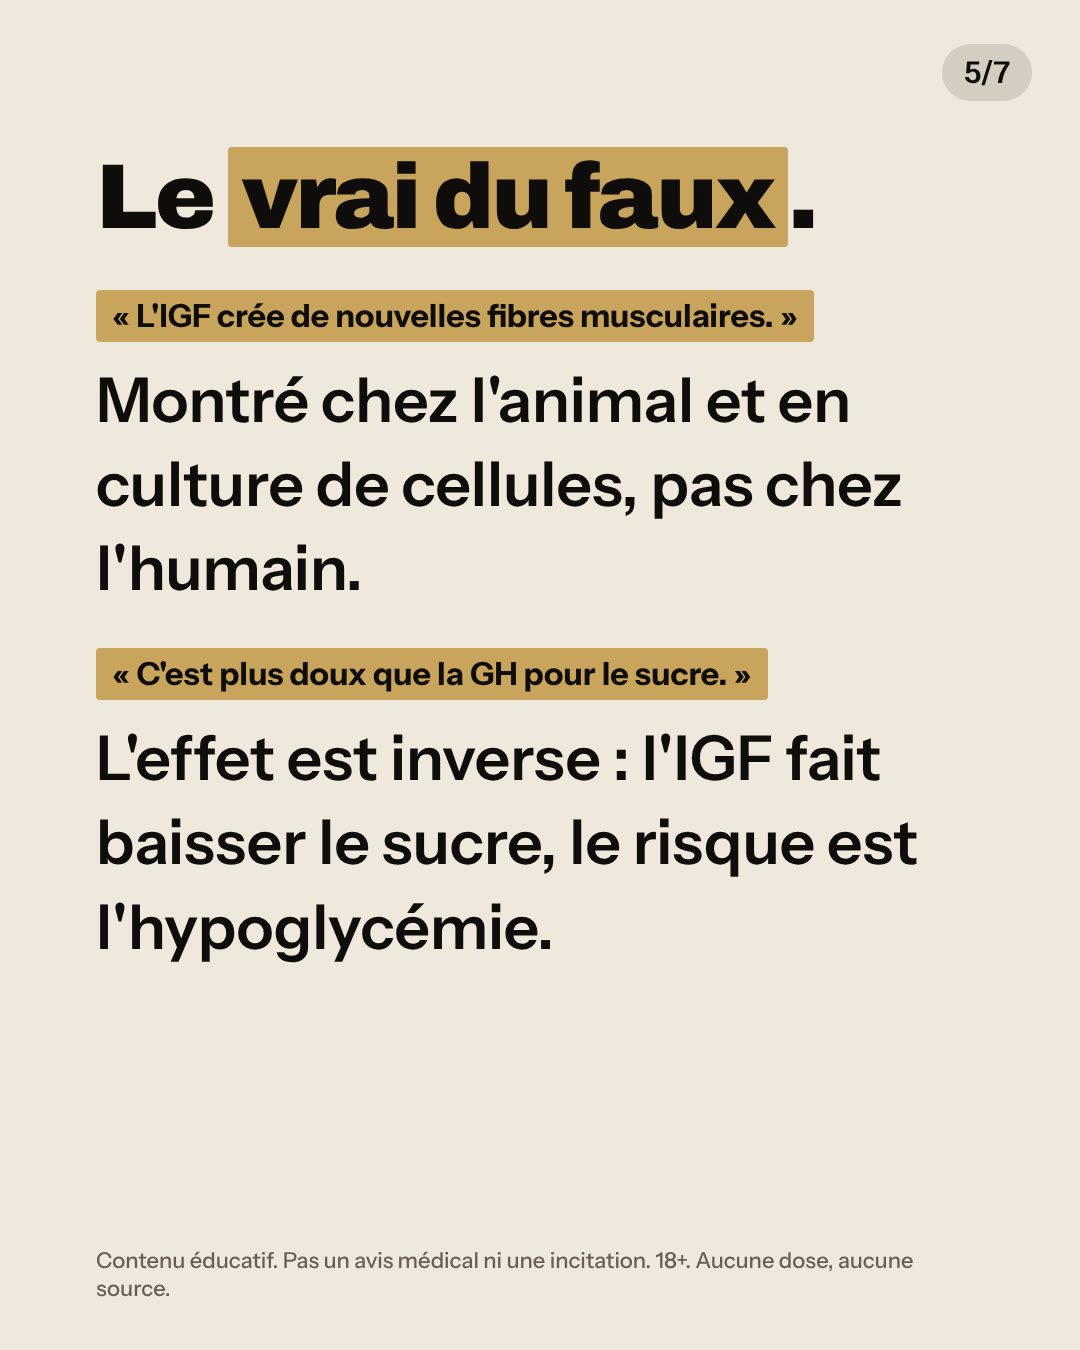 5/7
Le vrai du faux.
« L'IGF crée de nouvelles fibres musculaires. »
Montré chez l'animal et en
culture de cellules, pas chez
l'humain.
« C'est plus doux que la GH pour le sucre. »
L'effet est inverse : l'IGF fait
baisser le sucre, le risque est
l'hypoglycémie.
Contenu éducatif. Pas un avis médical ni une incitation. 18+. Aucune dose, aucune
source.